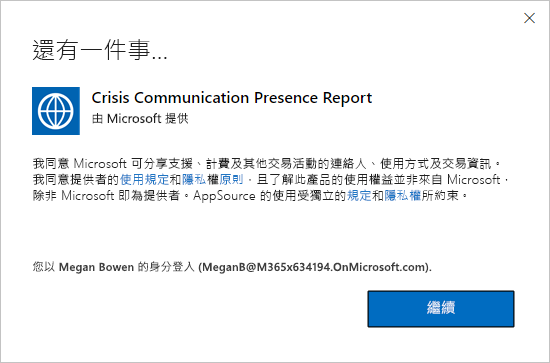 還有一件事...
Crisis Communication Presence Report
由 Microsoft 提供
我同意 Microsoft 可分享支援、計費及其他交易活動的連絡人、使用方式及交易資訊。
我同意提供者的使用規定和隱私權原則，且了解此產品的使用權益並非來自 Microsoft，
除非 Microsoft 即為提供者。AppSource 的使用受獨立的規定和隱私權所約束。
您以 Megan Bowen 的身分登入 (MeganB@M365x634194.OnMicrosoft.com).
繼續